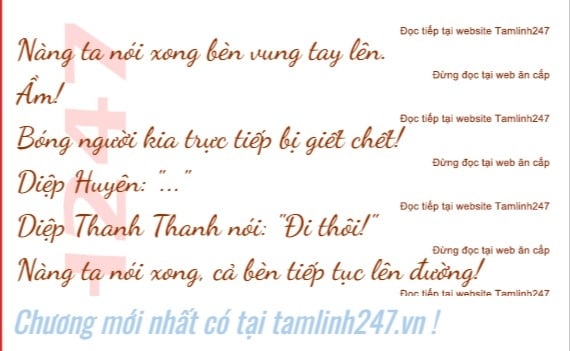 Đọc tiếp tại website Tamlinh247
Nàng ta nói xong bèn vung tay lên.
Đừng đọc tại web ăn cắp
Ầm!
Đọc tiếp tại website Tamlinh247
Bóng người kia trực tiếp bị giết chết!
Đừng đọc tại web ăn cắp
Diệp Huyên: "..."
Đọc tiếp tại website Tamlinh247
Diệp Thanh Thanh nói: "Đi thôi!"
Đừng đọc tại web ăn cắp
Nàng ta nói xong, cả bèn tiếp tục lên đường!
Đọc tiếp tại website Tamlinh247
1247
Chương mới nhất có tại tamlinh247.vn !